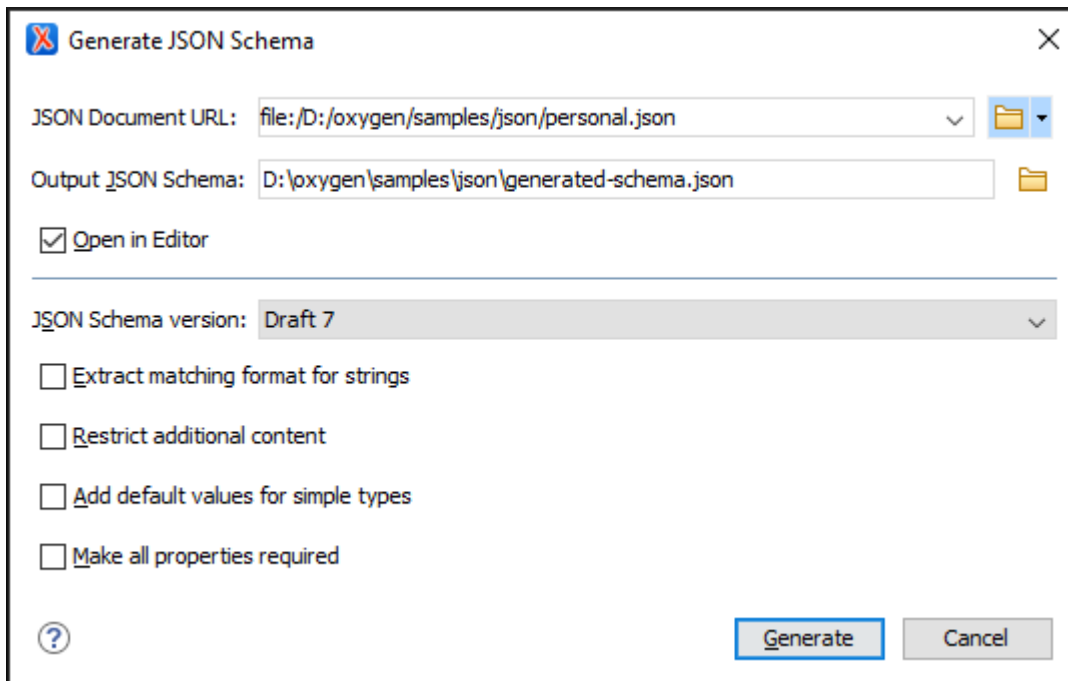 Generate JSON Schema
JSON Document URL: file:/D:/oxygen/samples/json/personal.json
Output JSON Schema: D:\oxygen\samples\json\generated-schema.json
Open in Editor
JSON Schema version: Draft 7
Extract matching format for strings
Restrict additional content
Add default values for simple types
Make all properties required
? Generate Cancel